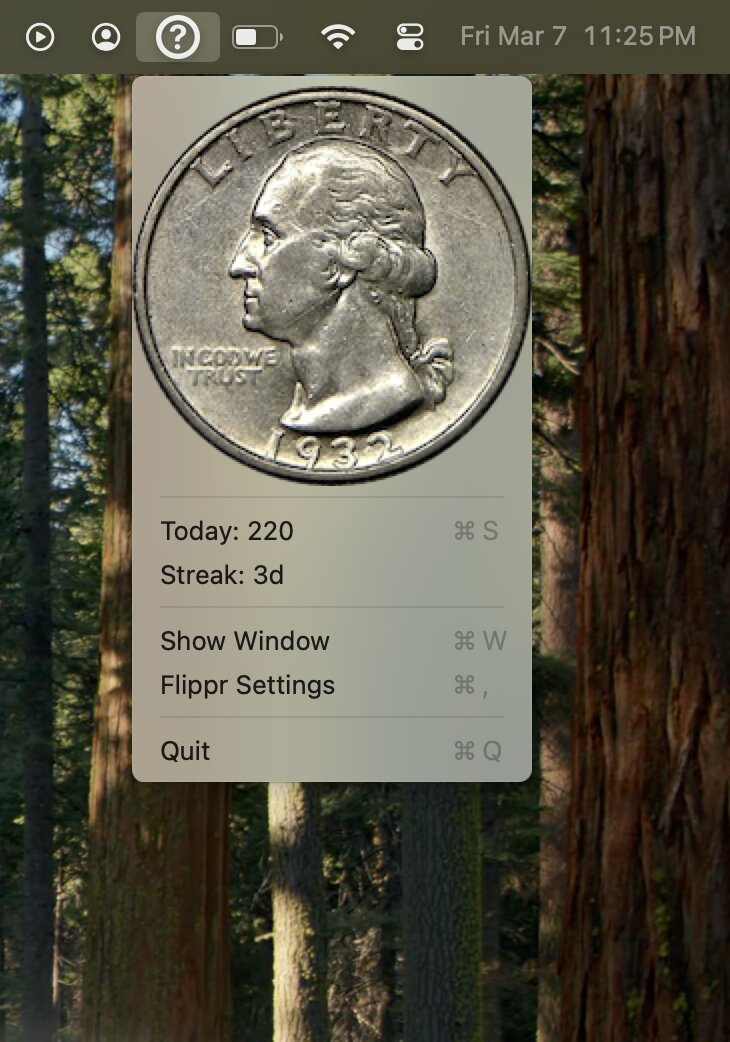 Fri Mar 7 11:25 PM
LIBERTY
IN GOD WE
TRUST
1932
Today: 220 ⌘ S
Streak: 3d
Show Window ⌘ W
Flippr Settings ⌘ ,
Quit ⌘ Q